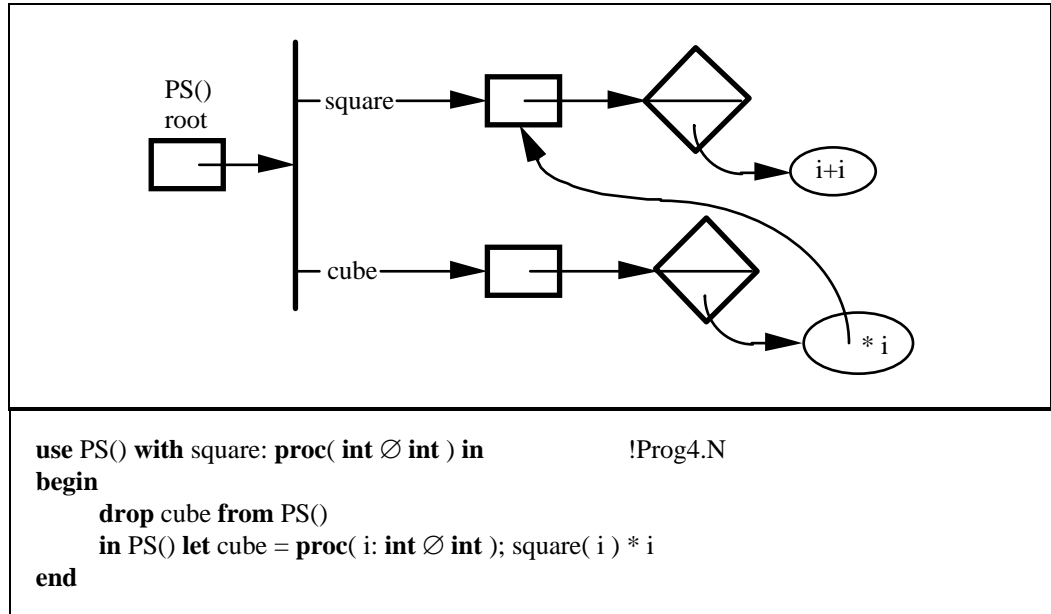 PS()
root
square
i+i
cube
* i
use PS() with square: proc( int ∅ int ) in !Prog4.N
begin
drop cube from PS()
in PS() let cube = proc( i: int ∅ int ); square( i ) * i
end